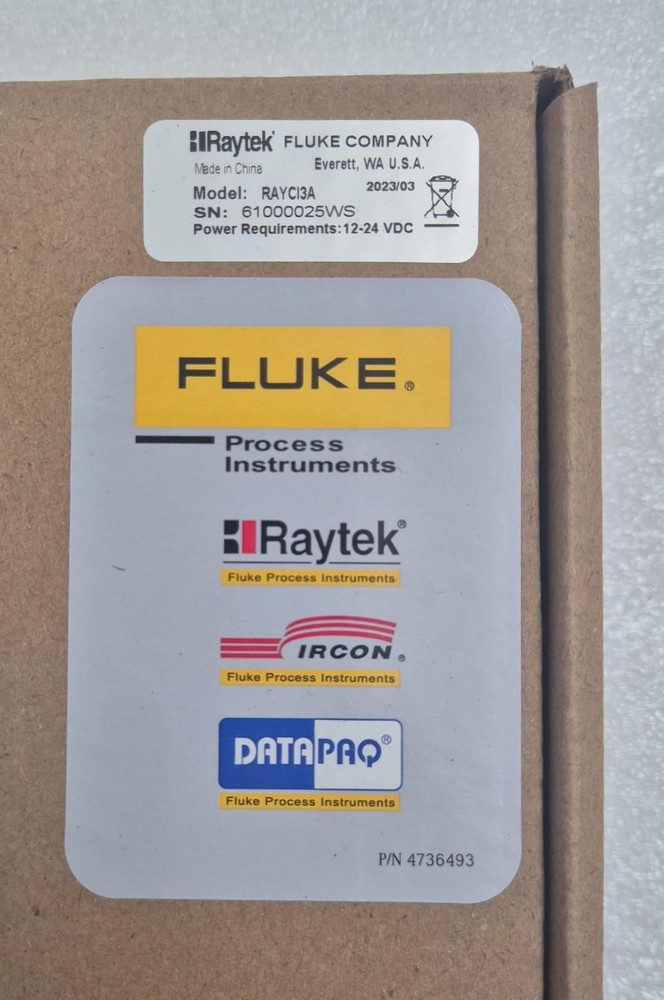 Raytek® FLUKE COMPANY
Made in China Everett, WA U.S.A.
Model: RAYCI3A 2023/03
SN: 61000025WS
Power Requirements:12-24 VDC
FLUKE®
Process
Instruments
Raytek®
Fluke Process Instruments
IRCON®
Fluke Process Instruments
DATAPAQ®
Fluke Process Instruments
P/N 4736493